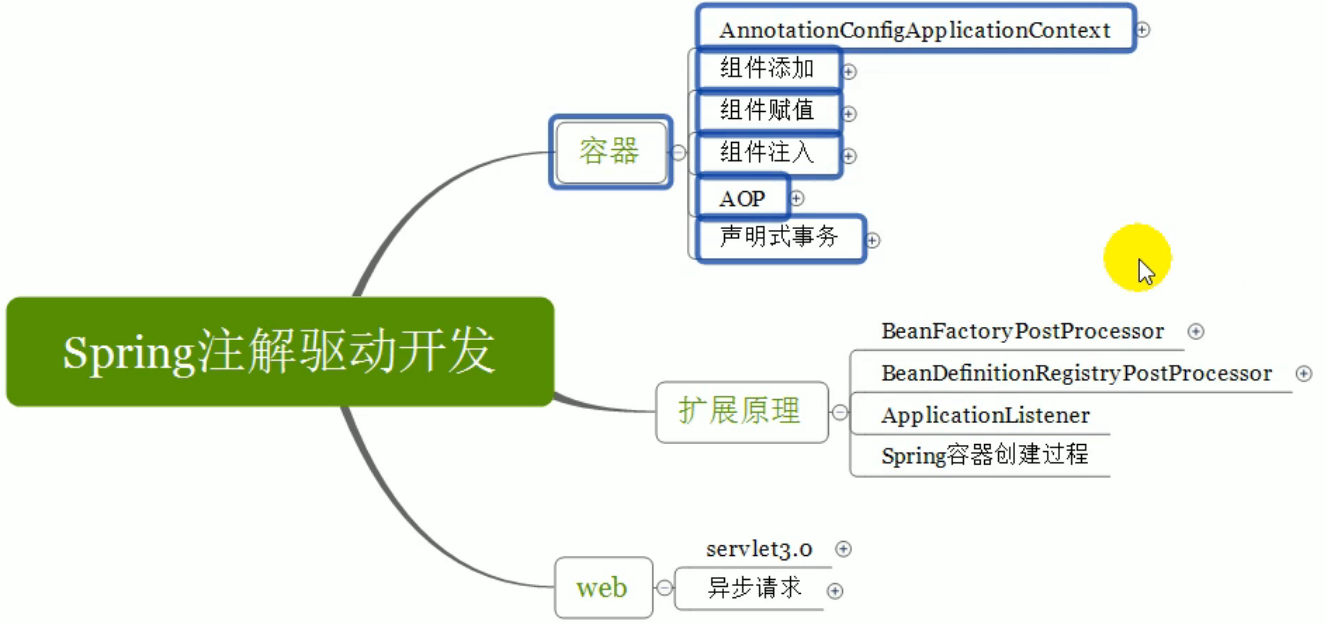 Spring注解驱动开发
容器
AnnotationConfigApplicationContext
组件添加
组件赋值
组件注入
AOP
声明式事务
扩展原理
BeanFactoryPostProcessor
BeanDefinitionRegistryPostProcessor
ApplicationListener
Spring容器创建过程
web
servlet3.0
异步请求